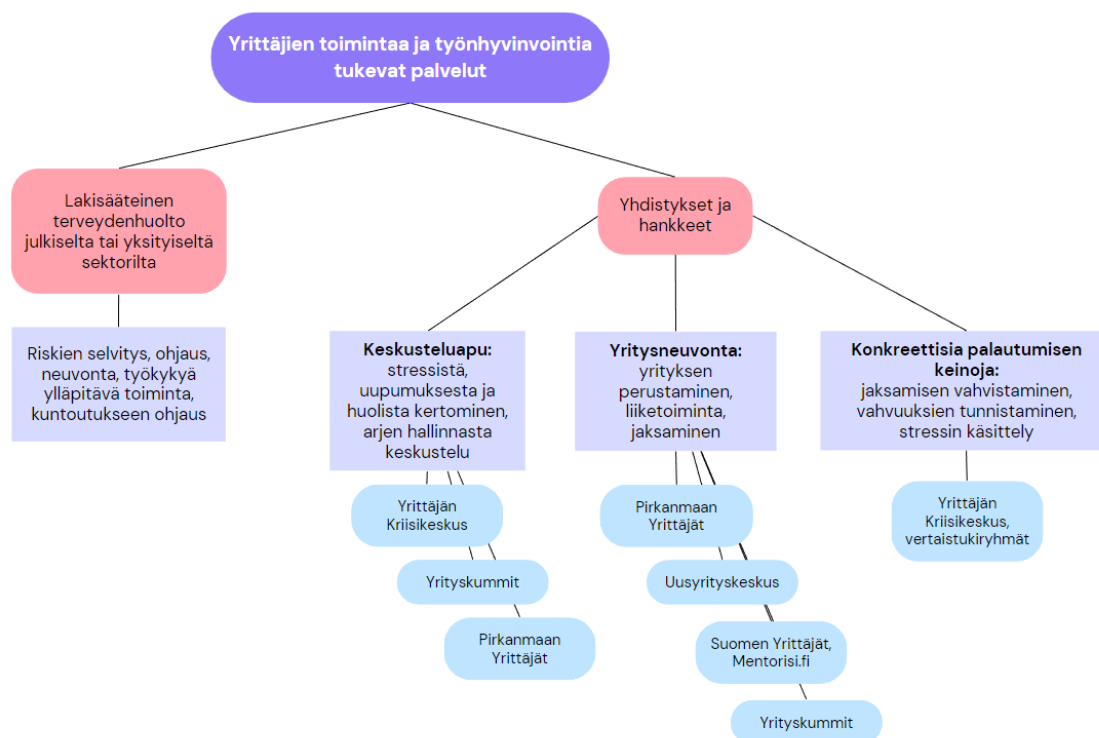 Yrittäjien toimintaa ja työnhyvinvointia
tukevat palvelut
Lakisääteinen
terveydenhuolto
julkiselta tai yksityiseltä
sektorilta
Yhdistykset ja
hankkeet
Riskien selvitys, ohjaus,
neuvonta, työkykyä
ylläpitävä toiminta,
kuntoutukseen ohjaus
Keskusteluapu:
stressistä,
uupumuksesta ja
huolista kertominen,
arjen hallinnasta
keskustelu
Yritysneuvonta:
yrityksen
perustaminen,
liiketoiminta,
jaksaminen
Konkreettisia palautumisen
keinoja:
jaksamisen vahvistaminen,
vahvuuksien tunnistaminen,
stressin käsittely
Yrittäjän
Kriisikeskus
Yrityskummit
Pirkanmaan
Yrittäjät
Pirkanmaan
Yrittäjät
Uusyrityskeskus
Suomen Yrittäjät,
Mentorisi.fi
Yrityskummit
Yrittäjän
Kriisikeskus,
vertaistukiryhmät